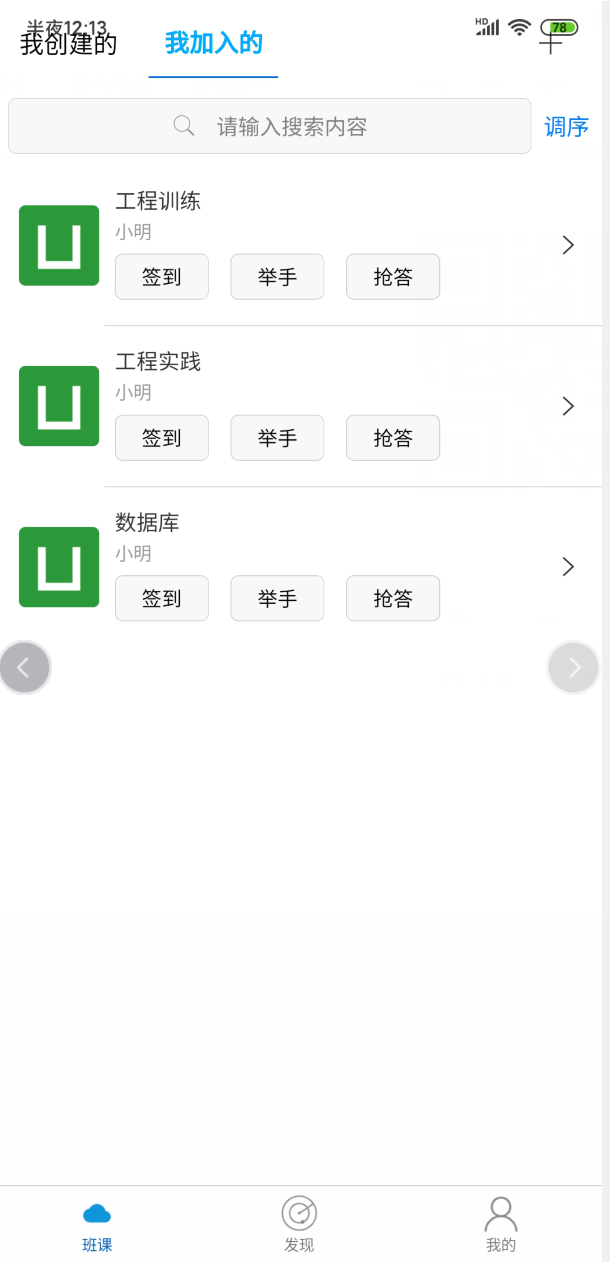 半夜12:13 HD 78
我创建的 我加入的
请输入搜索内容 调序
工程训练
小明
签到 举手 抢答
工程实践
小明
签到 举手 抢答
数据库
小明
签到 举手 抢答
班课 发现 我的